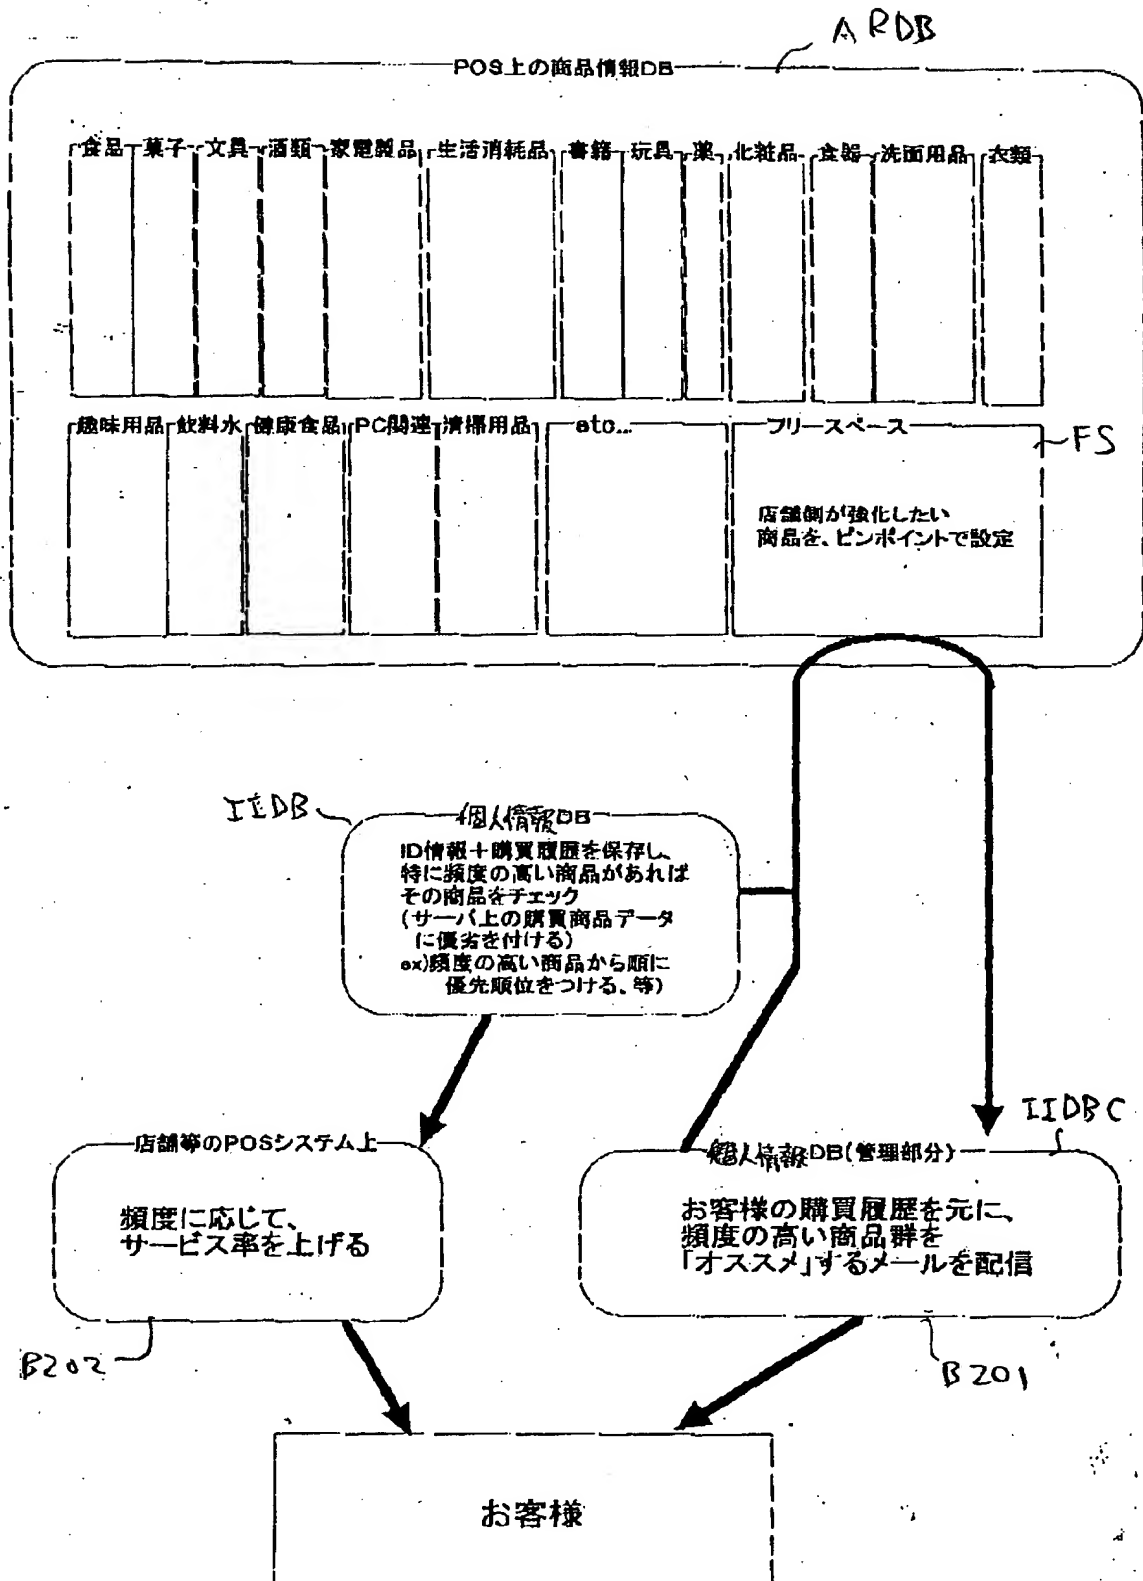 ARDB
POS上の商品情報DB
食品 菓子 文具 酒類 家電製品 生活消耗品 書籍 玩具 薬 化粧品 食器 洗面用品 衣類
趣味用品 飲料水 健康食品 PC関連 清掃用品 etc... フリースペース
FS
店舗側が強化したい
商品を、ピンポイントで設定
IIDB
個人情報DB
ID情報+購買履歴を保存し、
特に頻度の高い商品があれば
その商品をチェック
(サーバ上の購買商品データ
に優劣を付ける)
ex)頻度の高い商品から順に
優先順位をつける、等)
IIDBC
店舗等のPOSシステム上
頻度に応じて、
サービス率を上げる
個人情報DB(管理部分)
お客様の購買履歴を元に、
頻度の高い商品群を
「オススメ」するメールを配信
B202
B201
お客様